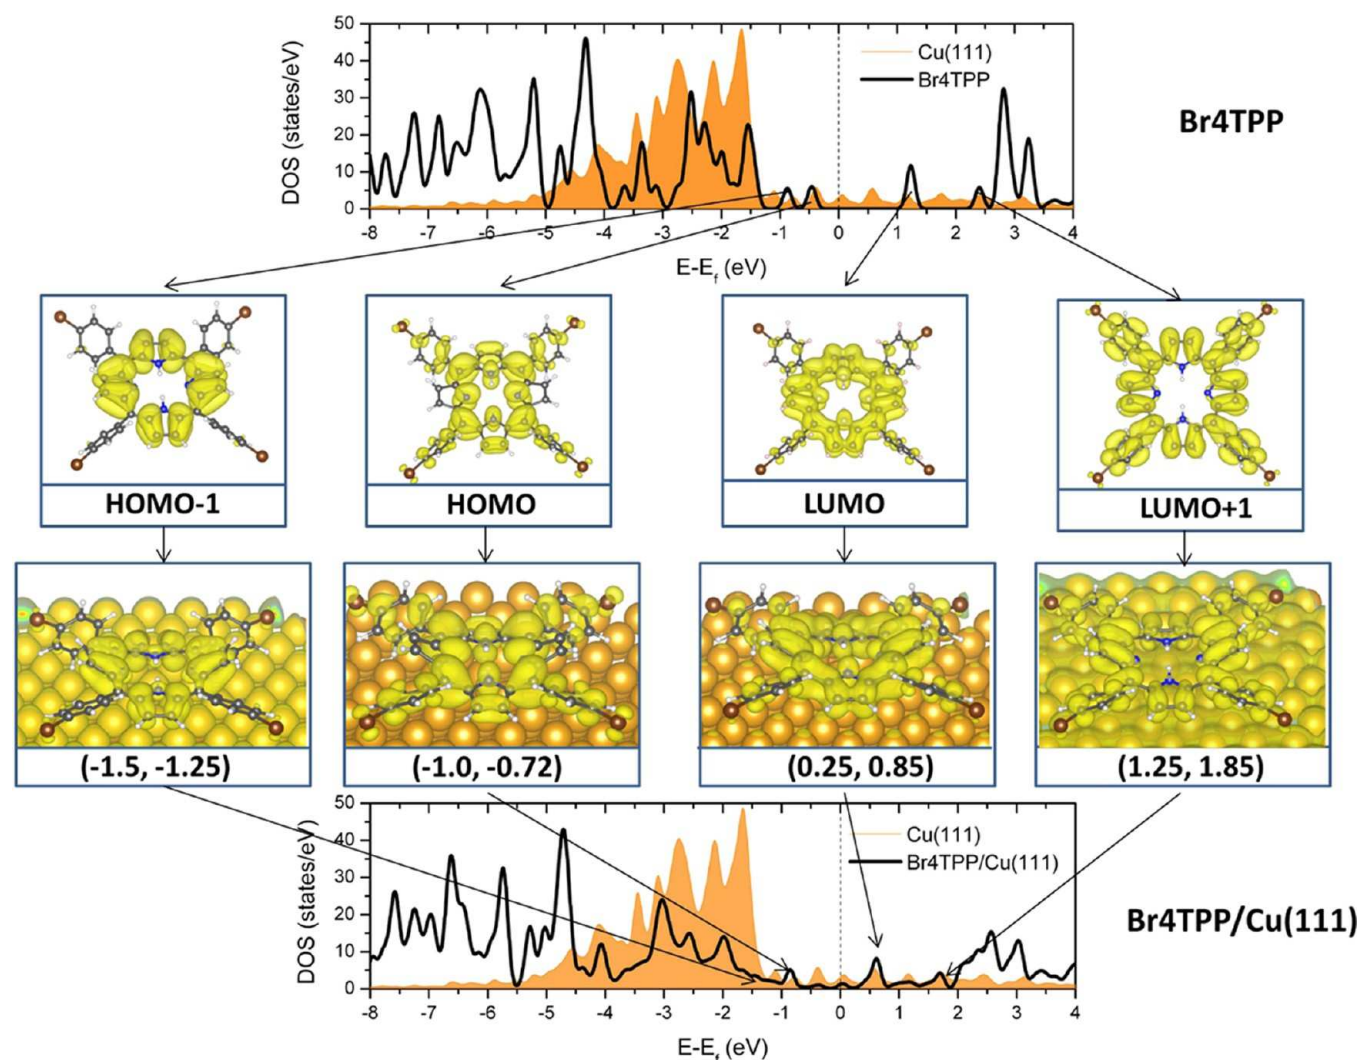 50
40
30
20
10
0
DOS (states/eV)
Cu(111)
Br4TPP
-8 -7 -6 -5 -4 -3 -2 -1 0 1 2 3 4
E-Ef (eV)
Br4TPP
HOMO-1
HOMO
LUMO
LUMO+1
(-1.5, -1.25)
(-1.0, -0.72)
(0.25, 0.85)
(1.25, 1.85)
50
40
30
20
10
0
DOS (states/eV)
Cu(111)
Br4TPP/Cu(111)
-8 -7 -6 -5 -4 -3 -2 -1 0 1 2 3 4
E-Ef (eV)
Br4TPP/Cu(111)